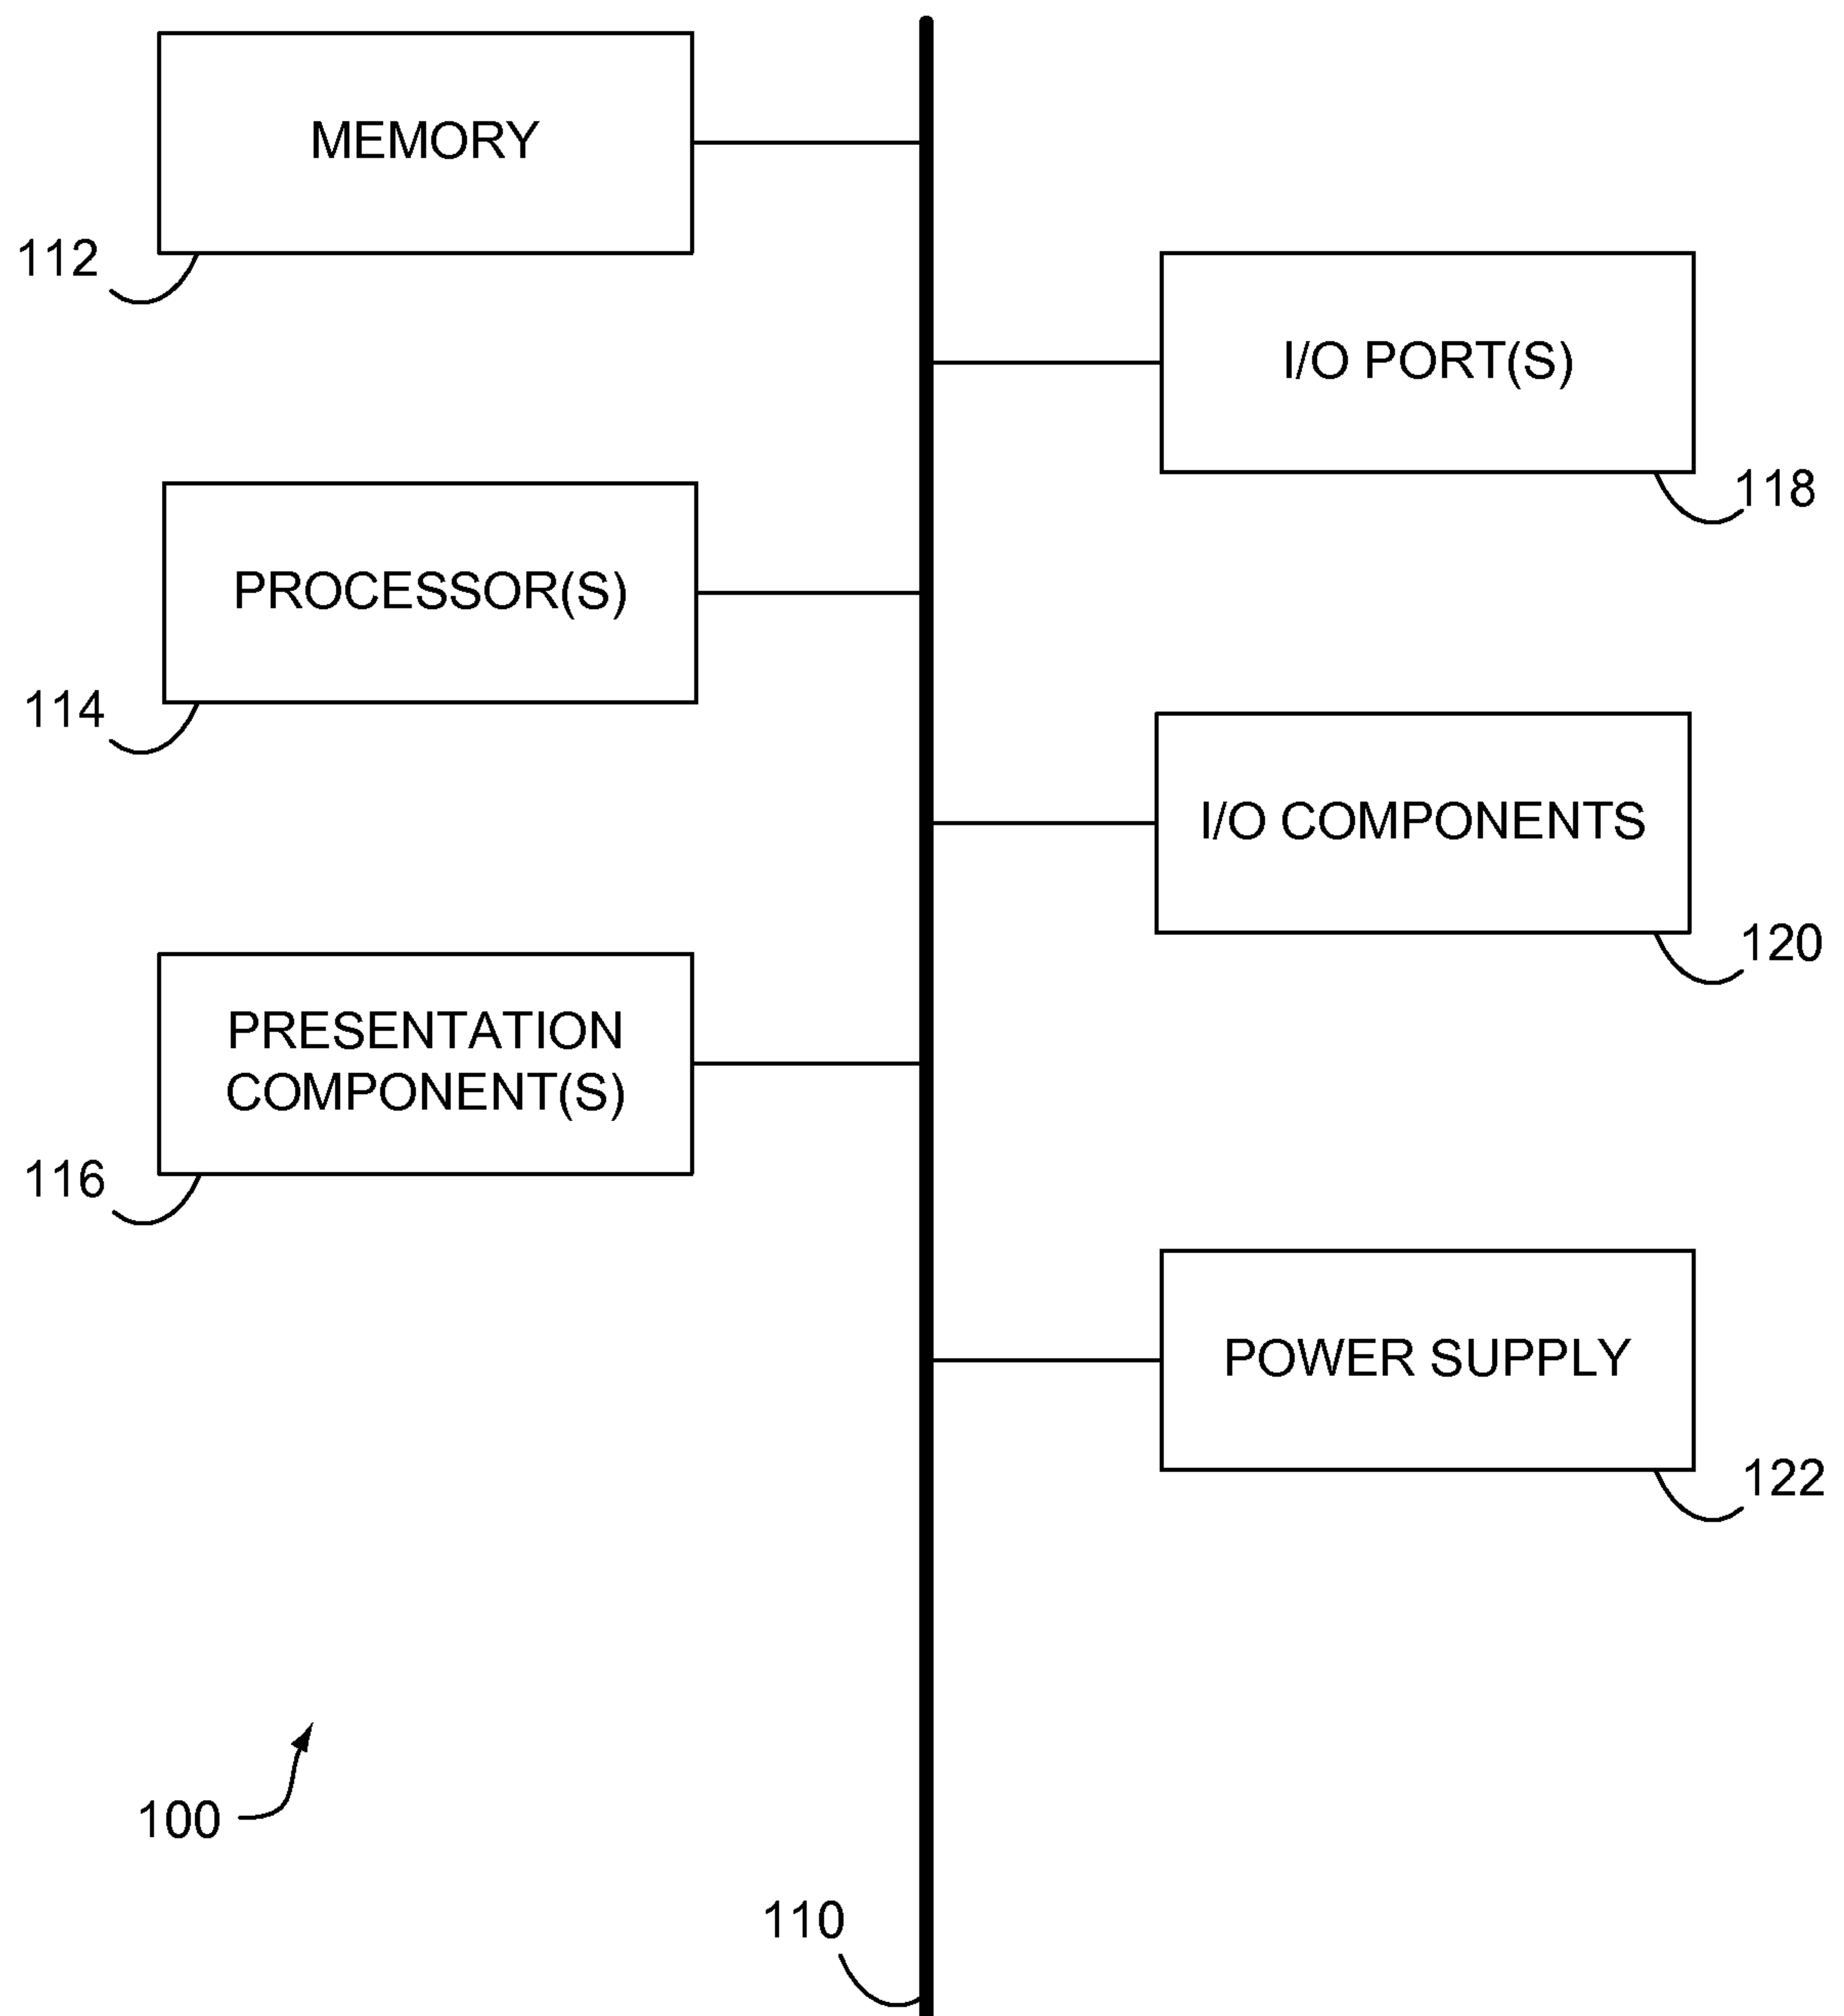 MEMORY
112
I/O PORT(S)
118
PROCESSOR(S)
114
I/O COMPONENTS
120
PRESENTATION
COMPONENT(S)
116
POWER SUPPLY
122
100
110